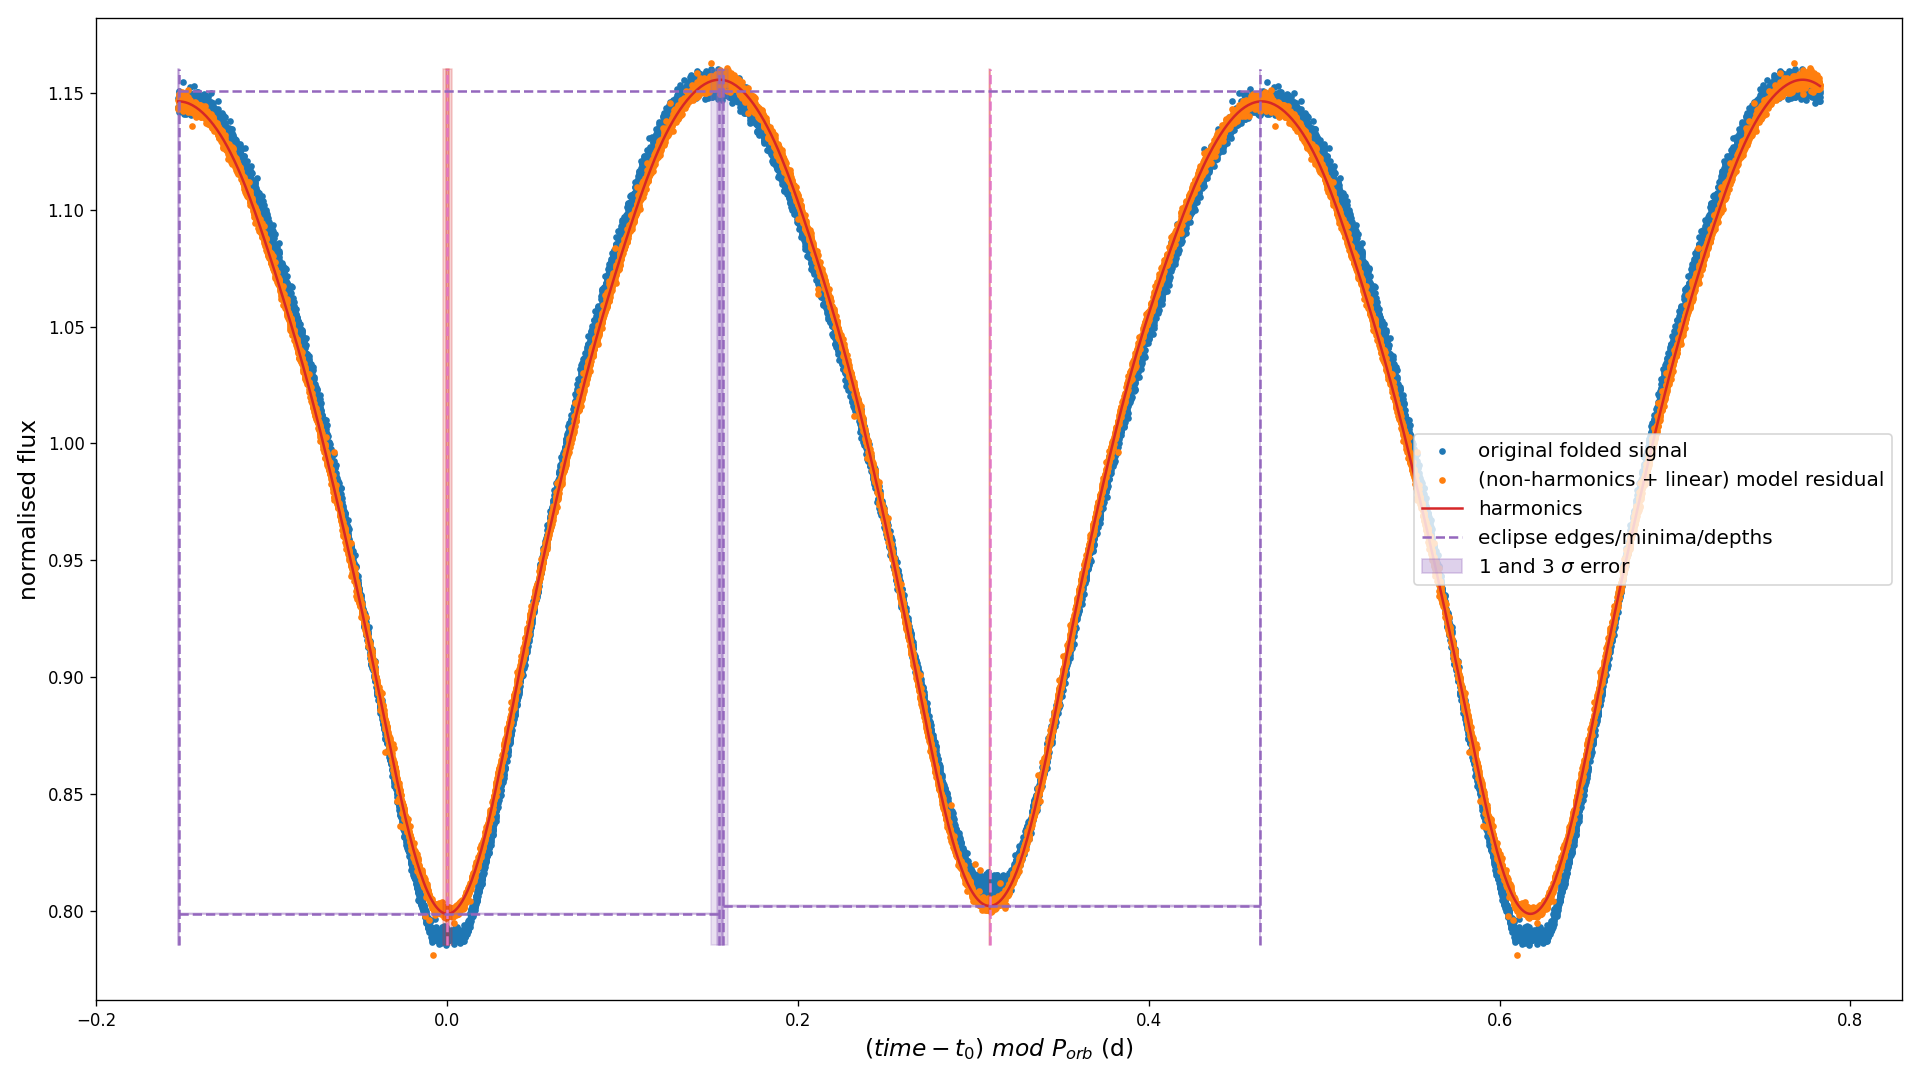 1.15
1.10
1.05
1.00
0.95
0.90
0.85
0.80
normalised flux
original folded signal
(non-harmonics + linear) model residual
harmonics
eclipse edges/minima/depths
1 and 3 σ error
−0.2 0.0 0.2 0.4 0.6 0.8
(time − t₀) mod Pₒᵣb (d)